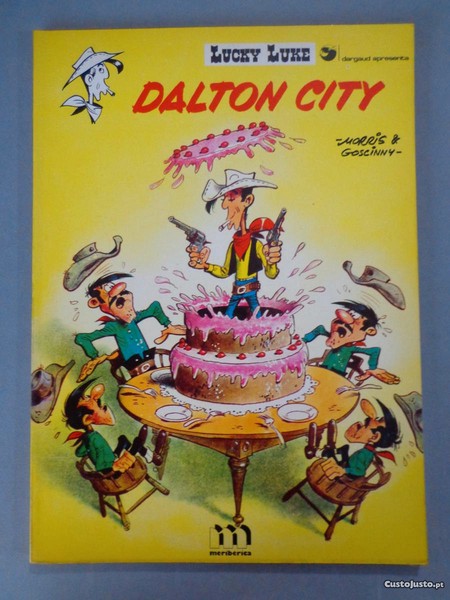 LUCKY LUKE
dargaud apresenta
DALTON CITY
-MORRIS &
GOSCINNY-
m
meribérica
CustoJusto.pt